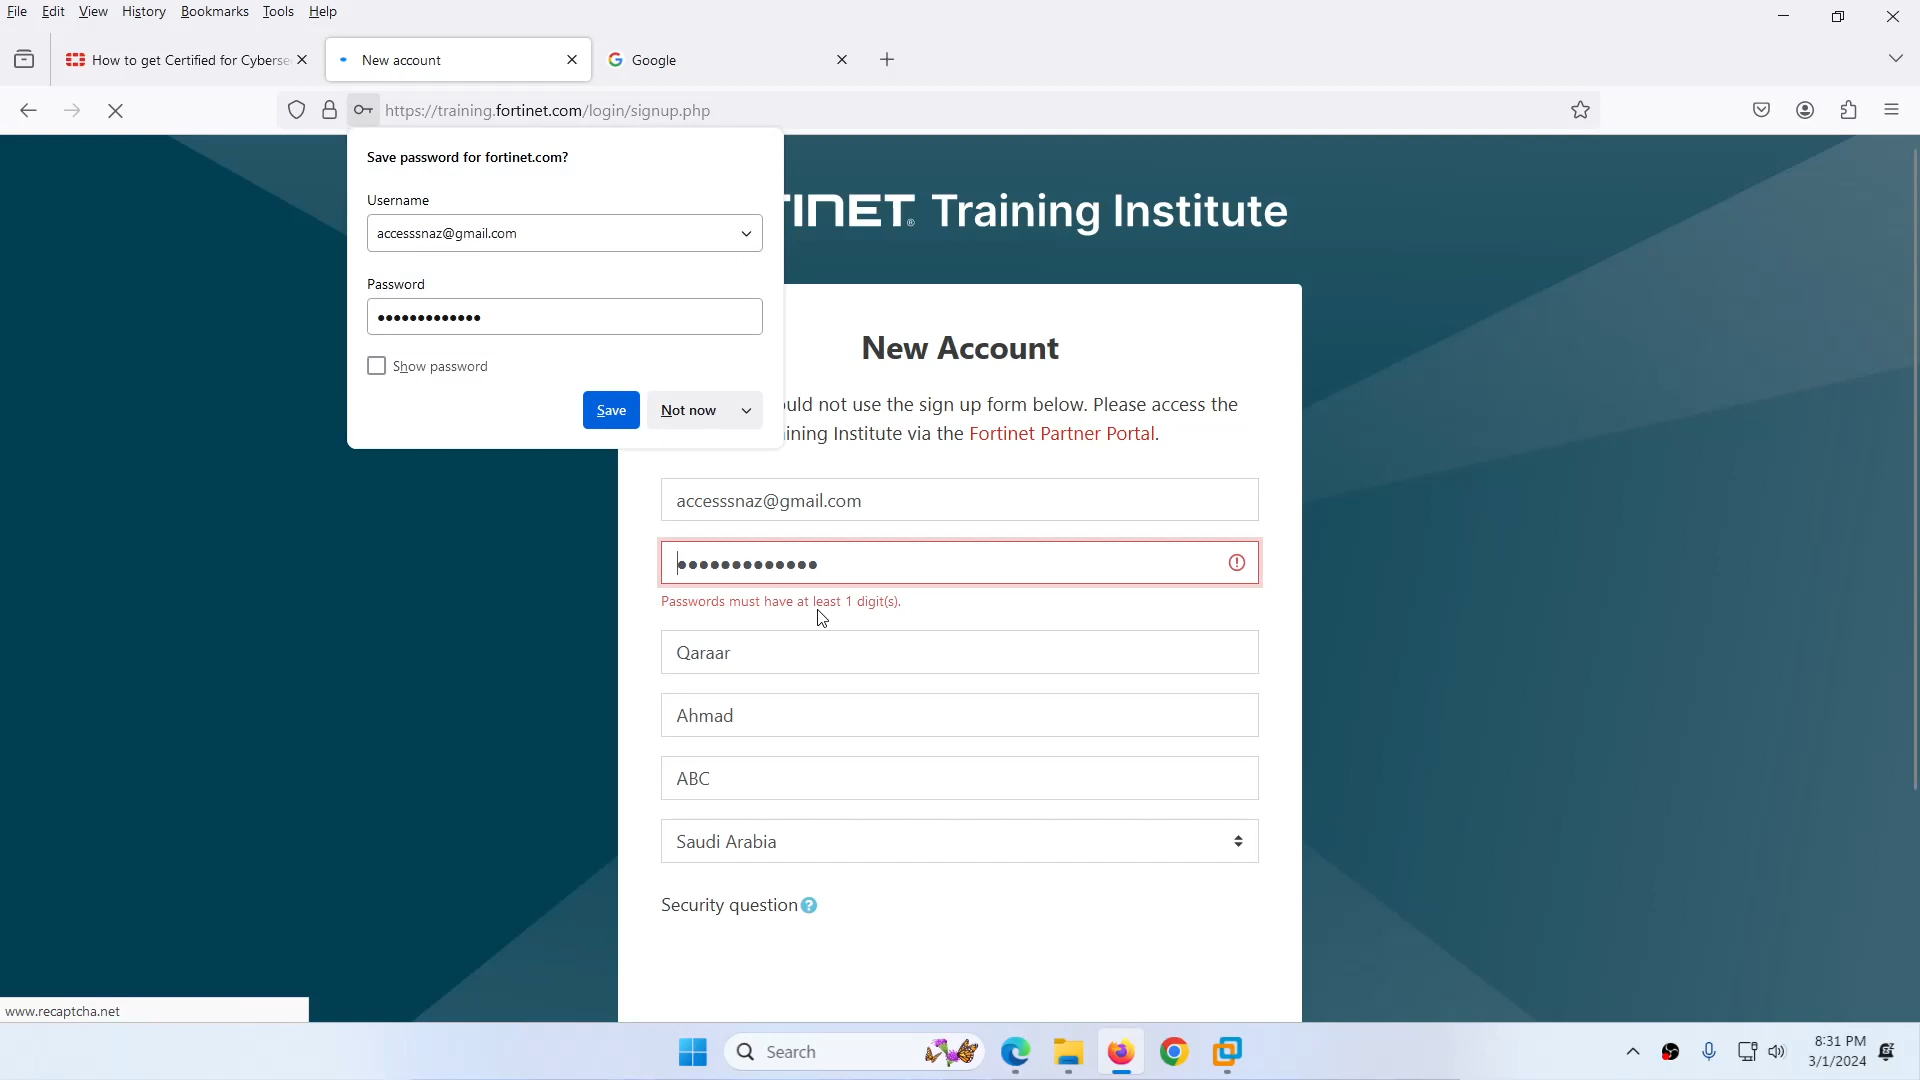 File Edit View History Bookmarks Tools Help
How to get Certified for Cyberse
New account
Google
https://training.fortinet.com/login/signup.php
Save password for fortinet.com?
Username
accesssnaz@gmail.com
Password
•••••••••••••
Show password
Save
Not now
TINET® Training Institute
New Account
ould not use the sign up form below. Please access the
ining Institute via the Fortinet Partner Portal.
accesssnaz@gmail.com
•••••••••••••
Passwords must have at least 1 digit(s).
Qaraar
Ahmad
ABC
Saudi Arabia
Security question
www.recaptcha.net
Search
8:31 PM
3/1/2024